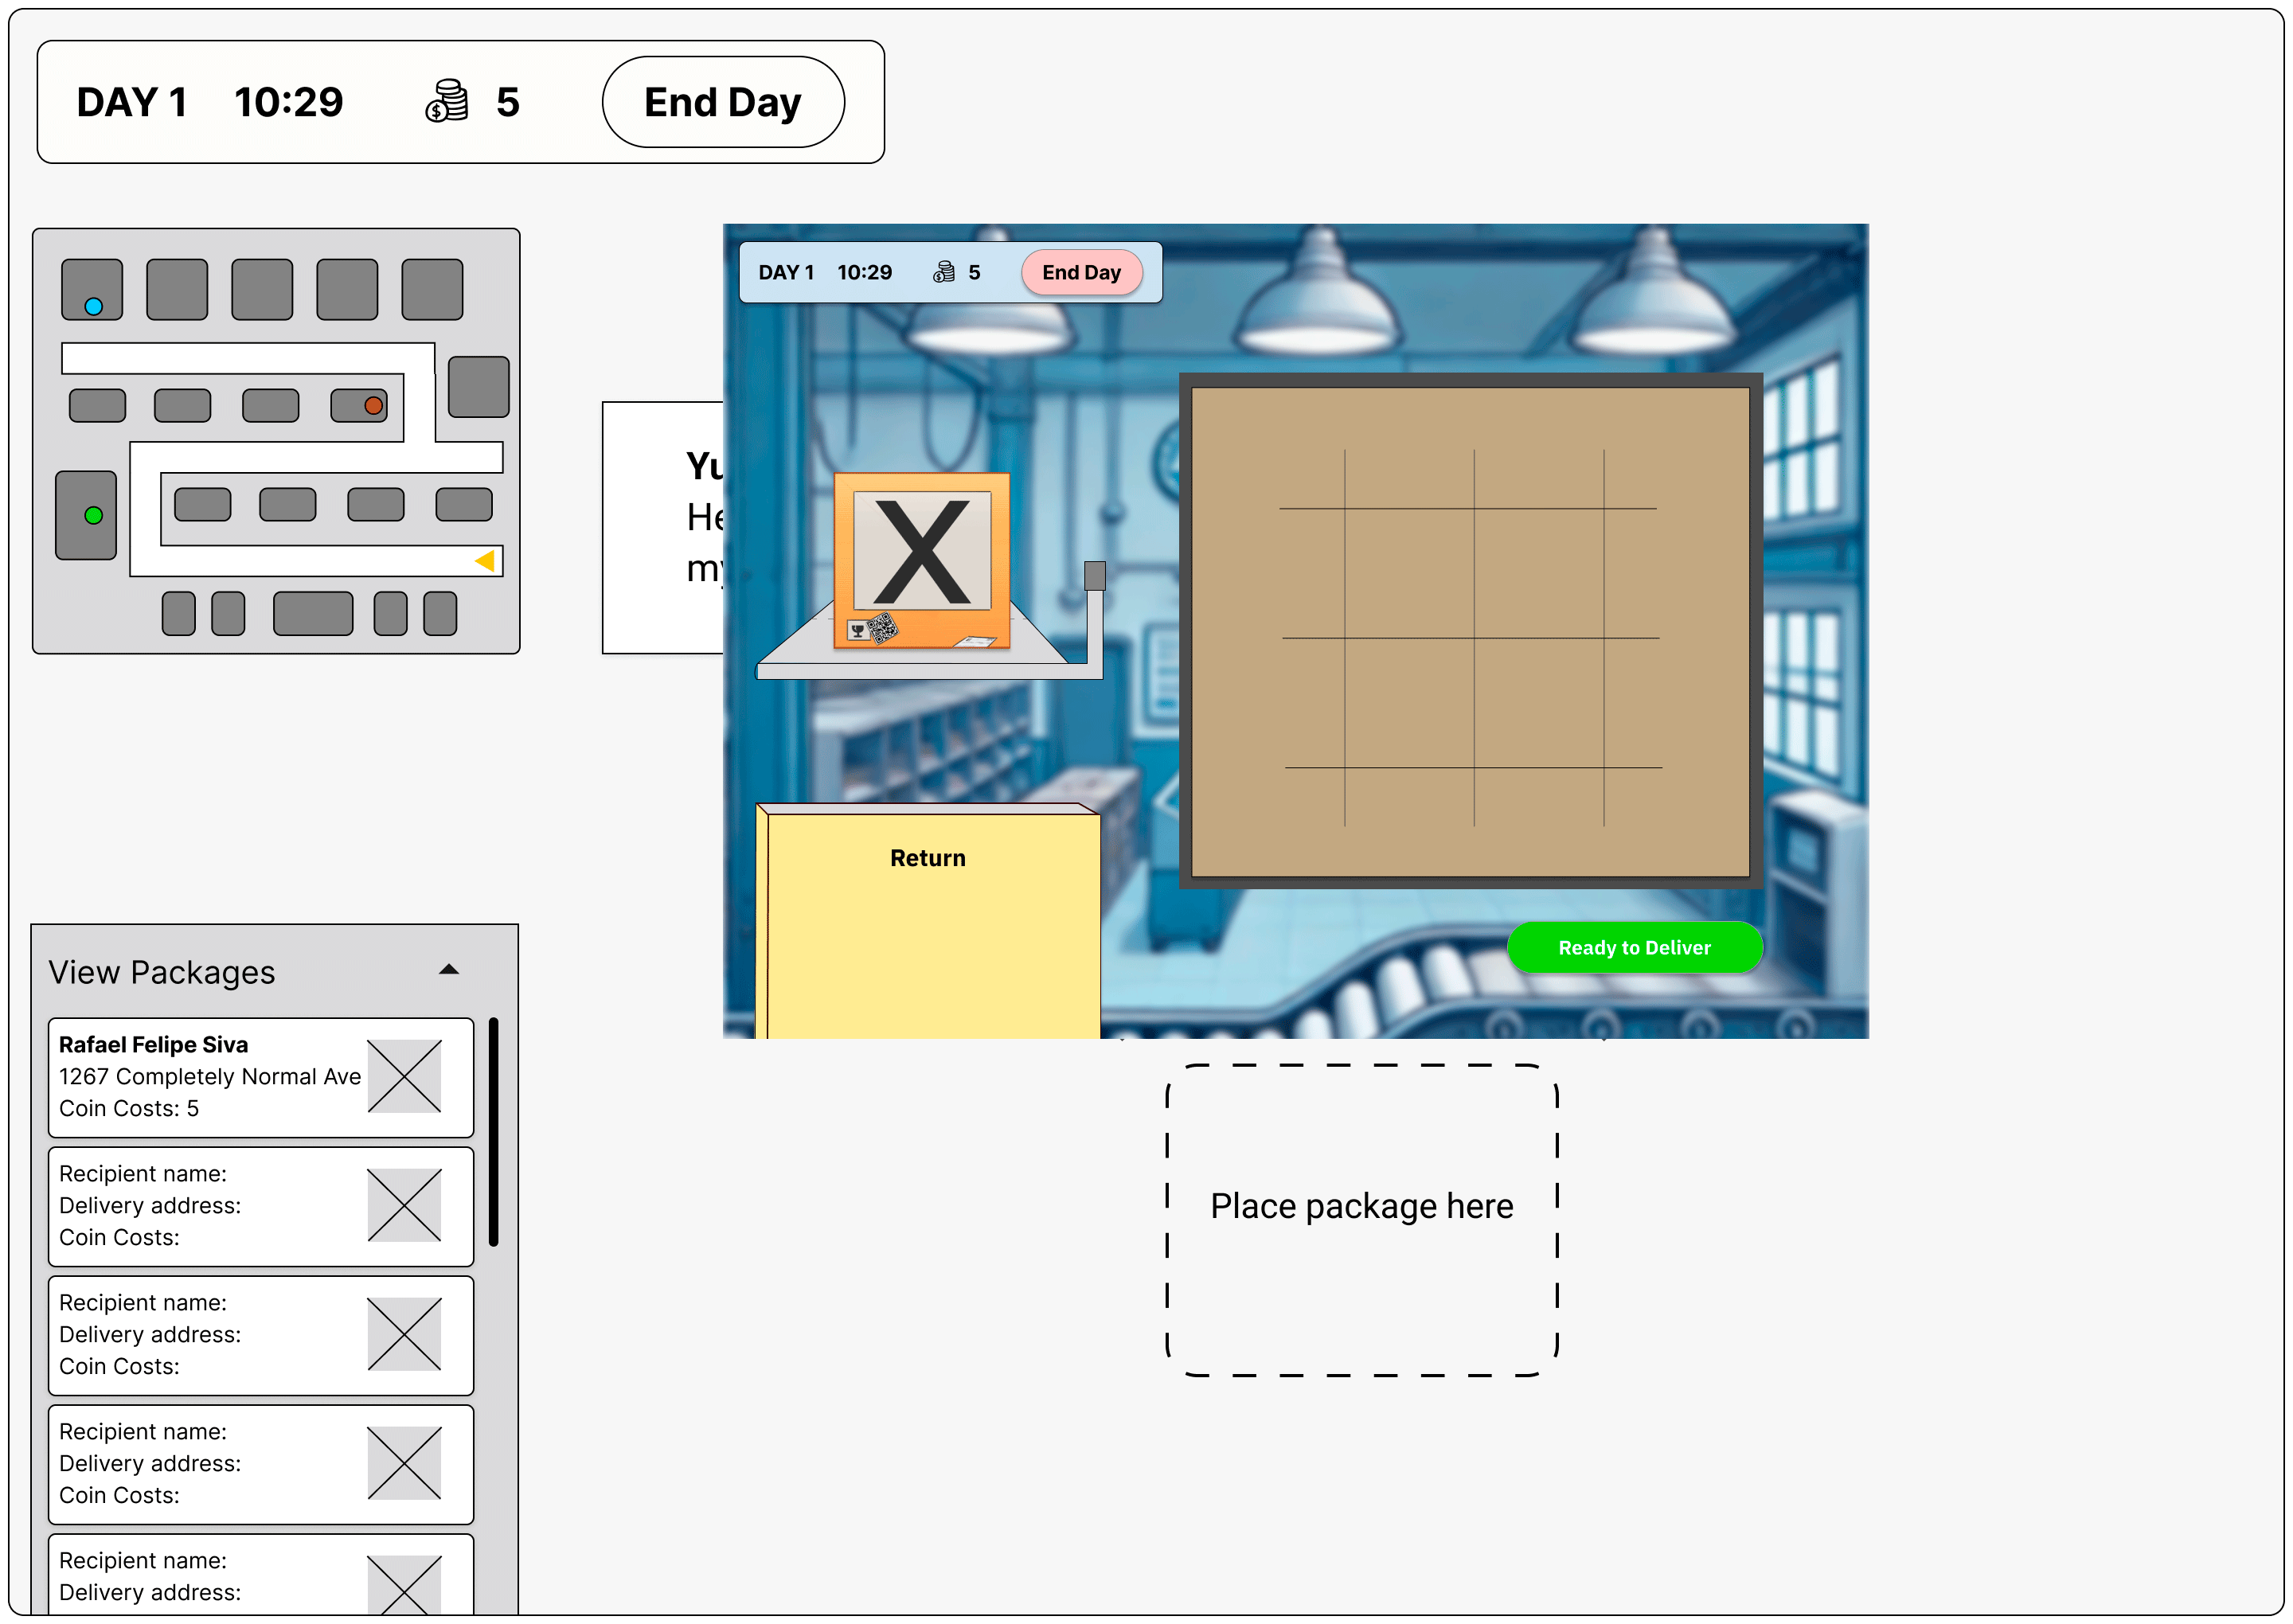 DAY 1 10:29 5 End Day
DAY 1 10:29 5 End Day
X
Return
Ready to Deliver
Place package here
View Packages
Rafael Felipe Siva
1267 Completely Normal Ave
Coin Costs: 5
Recipient name:
Delivery address:
Coin Costs:
Recipient name:
Delivery address:
Coin Costs:
Recipient name:
Delivery address:
Coin Costs:
Recipient name:
Delivery address: